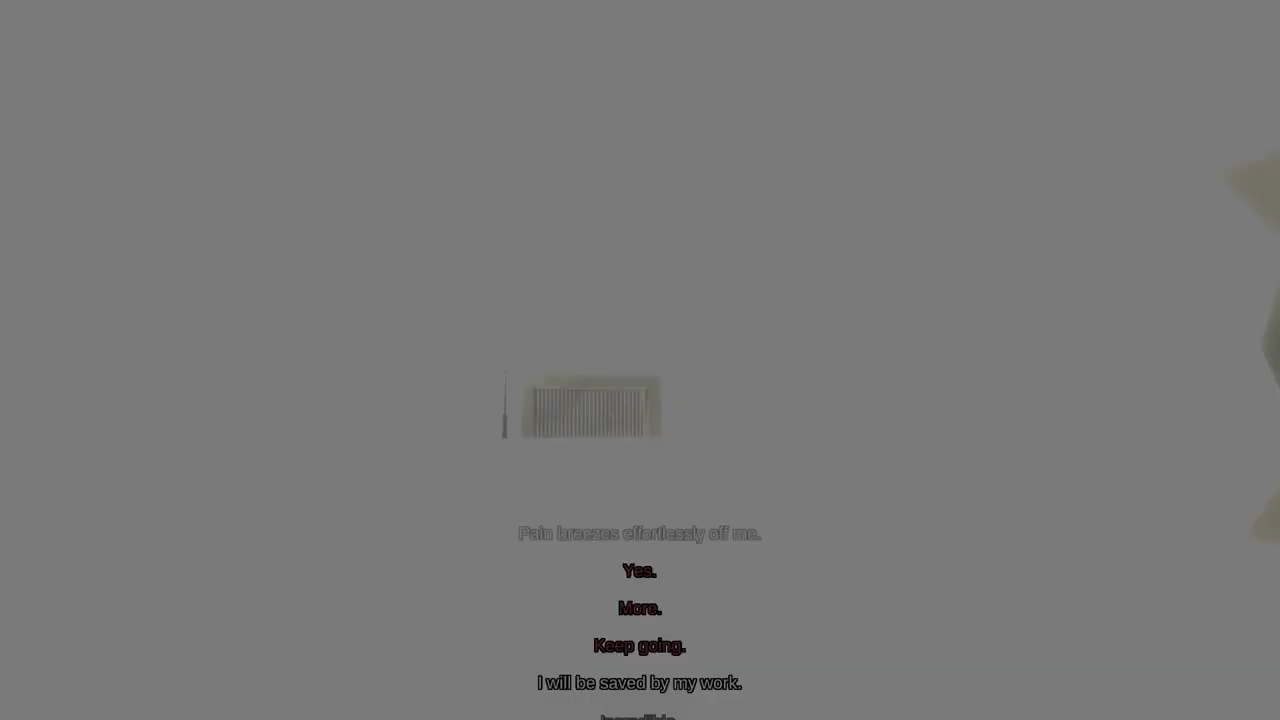 Pain breezes effortlessly off me.
Yes.
More.
Keep going.
I will be saved by my work.